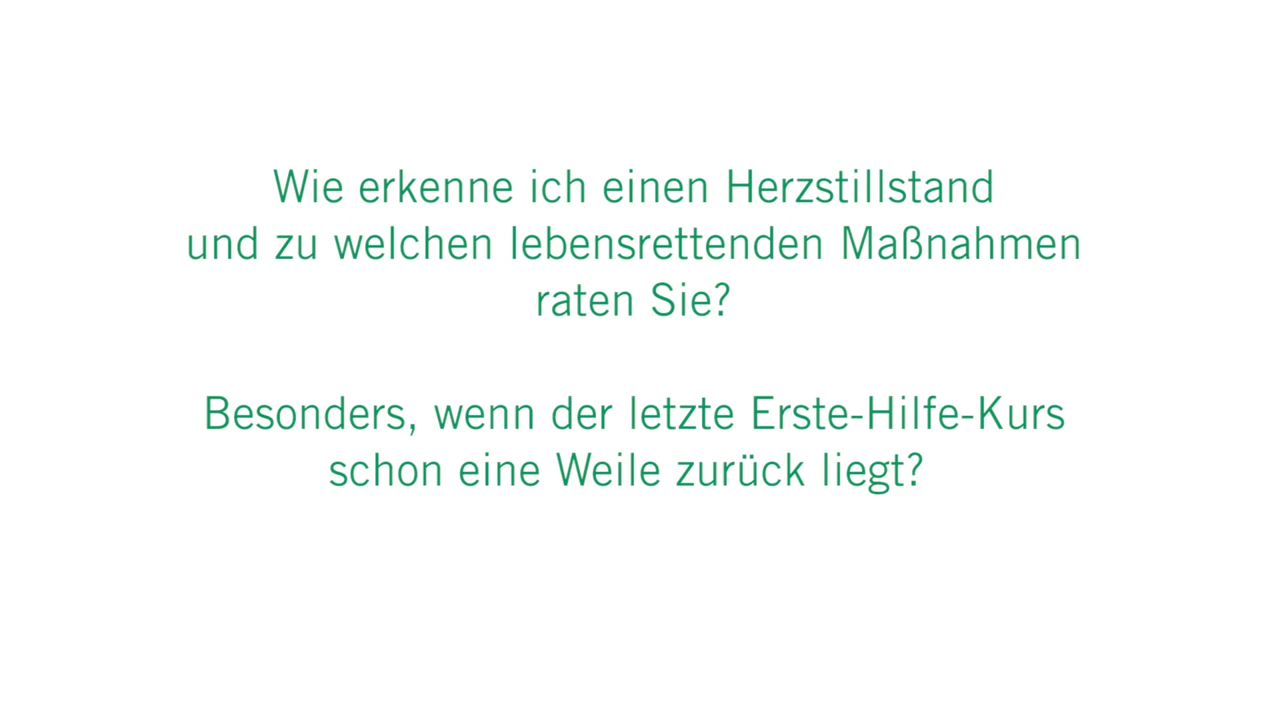 Wie erkenne ich einen Herzstillstand
und zu welchen lebensrettenden Maßnahmen
raten Sie?
Besonders, wenn der letzte Erste-Hilfe-Kurs
schon eine Weile zurück liegt?